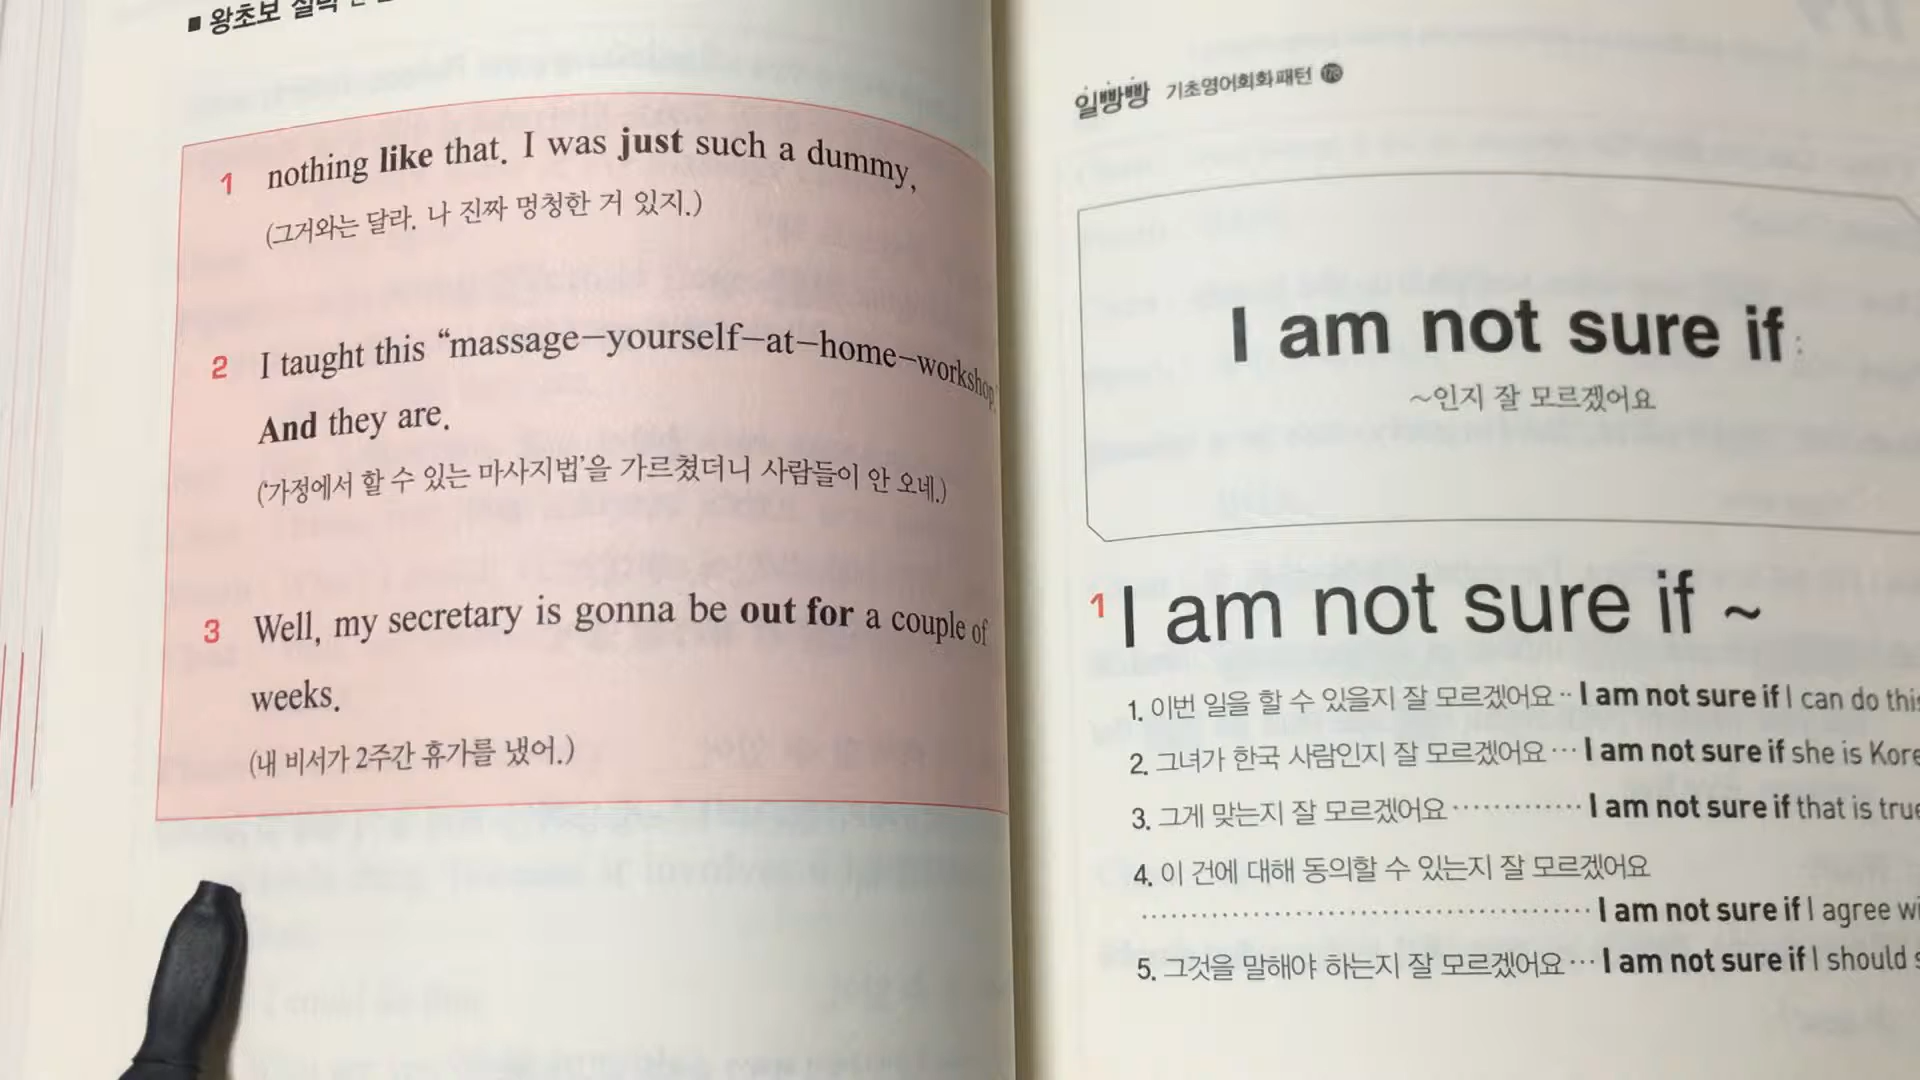 ■ 왕초보
1 nothing like that. I was just such a dummy,
(그거와는 달라. 나 진짜 멍청한 거 있지.)
2 I taught this “massage–yourself–at–home–workshop.”
And they are.
(‘가정에서 할 수 있는 마사지법’을 가르쳤더니 사람들이 안 오네.)
3 Well, my secretary is gonna be out for a couple of
weeks.
(내 비서가 2주간 휴가를 냈어.)
일빵빵 기초영어회화패턴
I am not sure if
~인지 잘 모르겠어요
1 I am not sure if ~
1. 이번 일을 할 수 있을지 잘 모르겠어요 ·· I am not sure if I can do this
2. 그녀가 한국 사람인지 잘 모르겠어요 ··· I am not sure if she is Kore
3. 그게 맞는지 잘 모르겠어요 ············· I am not sure if that is true
4. 이 건에 대해 동의할 수 있는지 잘 모르겠어요
············································ I am not sure if I agree wi
5. 그것을 말해야 하는지 잘 모르겠어요 ··· I am not sure if I should s